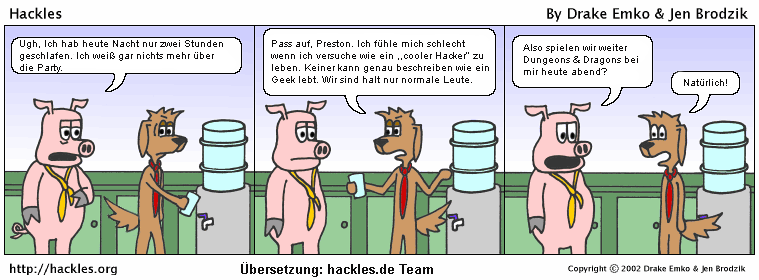 Hackles
By Drake Emko & Jen Brodzik
Ugh, Ich hab heute Nacht nur zwei Stunden
geschlafen. Ich weiß gar nichts mehr über
die Party.
Pass auf, Preston. Ich fühle mich schlecht
wenn ich versuche wie ein ,,cooler Hacker" zu
leben. Keiner kann genau beschreiben wie ein
Geek lebt. Wir sind halt nur normale Leute.
Also spielen wir weiter
Dungeons & Dragons bei
mir heute abend?
Natürlich!
http://hackles.org
Übersetzung: hackles.de Team
Copyright © 2002 Drake Emko & Jen Brodzik